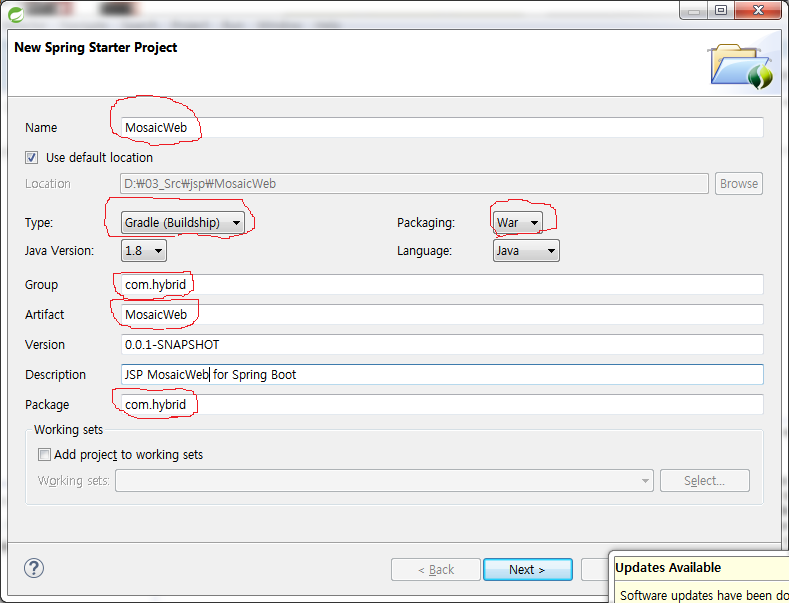 New Spring Starter Project
Name MosaicWeb
Use default location
Location D:₩03_Src₩jsp₩MosaicWeb Browse
Type: Gradle (Buildship) Packaging: War
Java Version: 1.8 Language: Java
Group com.hybrid
Artifact MosaicWeb
Version 0.0.1-SNAPSHOT
Description JSP MosaicWeb for Spring Boot
Package com.hybrid
Working sets
Add project to working sets
Working sets: Select...
? < Back Next >
Updates Available
Software updates have been do